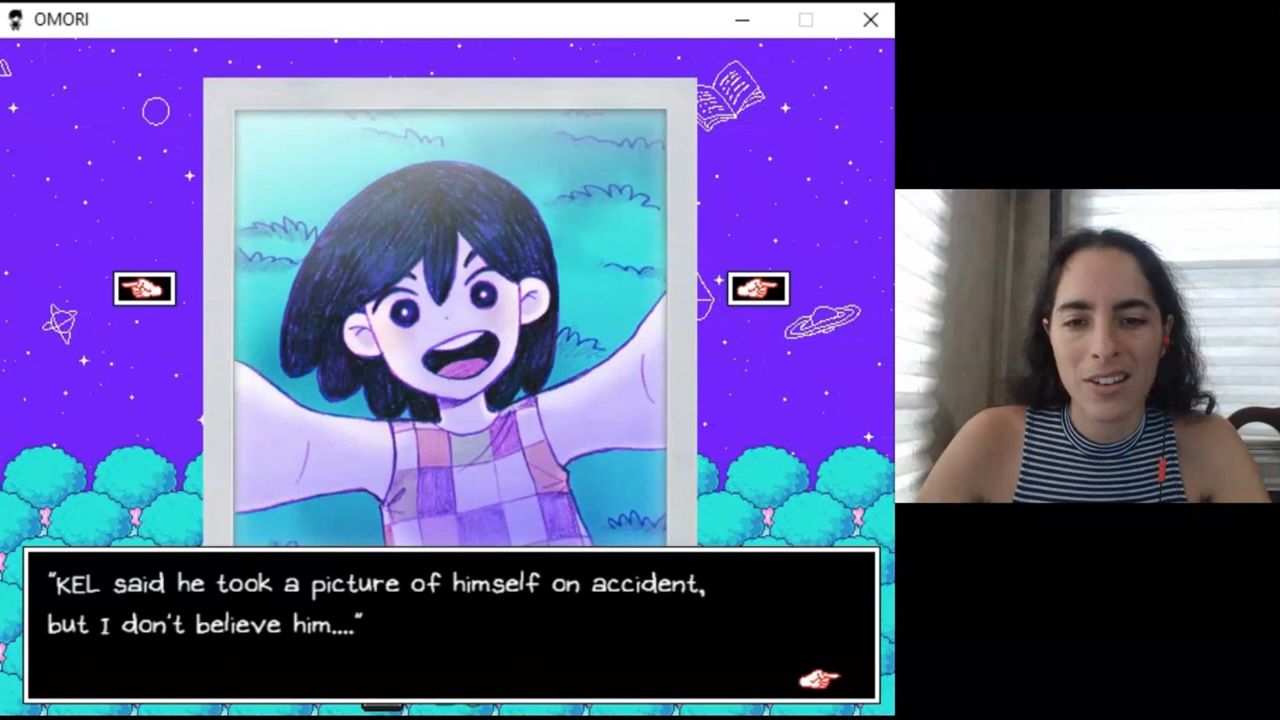 OMORI
"KEL said he took a picture of himself on accident,
but I don't believe him...."